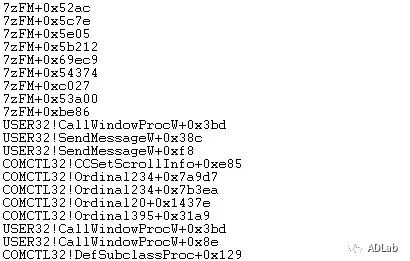 7zFM+0x52ac
7zFM+0x5c7e
7zFM+0x5e05
7zFM+0x5b212
7zFM+0x69ec9
7zFM+0x54374
7zFM+0xc027
7zFM+0x53a00
7zFM+0xbe86
USER32!CallWindowProcW+0x3bd
USER32!SendMessageW+0x38c
USER32!SendMessageW+0xf8
COMCTL32!CCSetScrollInfo+0xe85
COMCTL32!Ordinal234+0x7a9d7
COMCTL32!Ordinal234+0x7b3ea
COMCTL32!Ordinal20+0x1437e
COMCTL32!Ordinal395+0x31a9
USER32!CallWindowProcW+0x3bd
USER32!CallWindowProcW+0x8e
COMCTL32!DefSubclassProc+0x129
ADLab